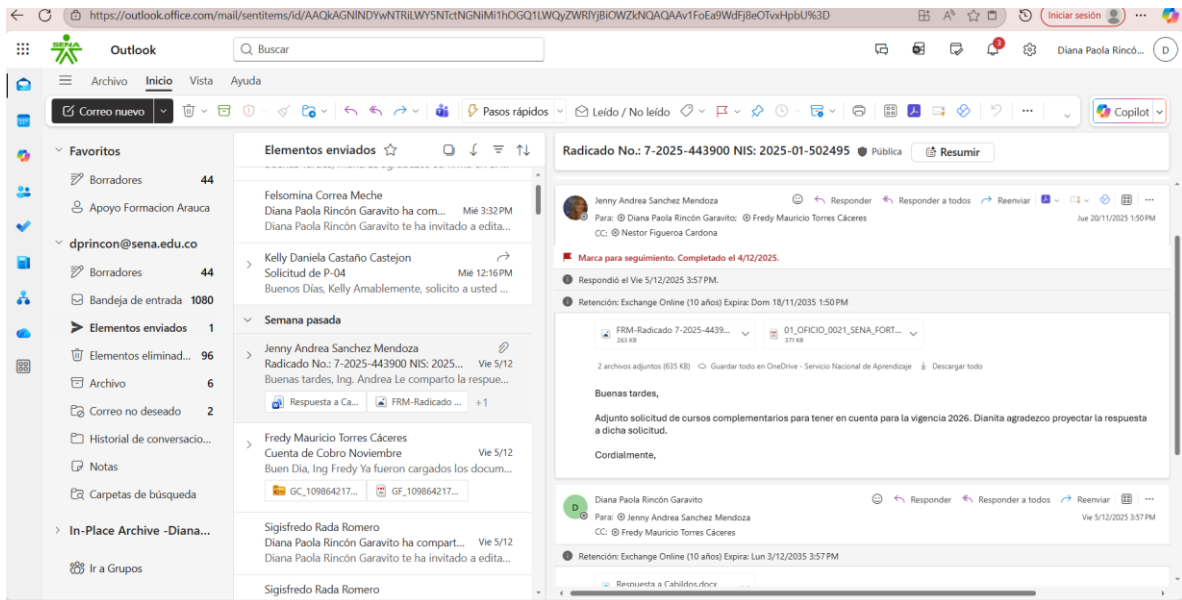 https://outlook.office.com/mail/sentitems/id/AAQkAGNlNDYwNTRiLWY5NTctNGNiMi1hOGQ1LWQyZWRlYjBiOWZkNQAQAAv1FoEa9WdFj8eOTvxHpbU%3D
Iniciar sesión
SENA
Outlook
Buscar
3
Diana Paola Rincó...
D
Archivo Inicio Vista Ayuda
Correo nuevo
Pasos rápidos
Leído / No leído
Copilot
Favoritos
Borradores 44
Apoyo Formacion Arauca
dprincon@sena.edu.co
Borradores 44
Bandeja de entrada 1080
Elementos enviados 1
Elementos eliminad... 96
Archivo 6
Correo no deseado 2
Historial de conversacio...
Notas
Carpetas de búsqueda
In-Place Archive -Diana...
Ir a Grupos
Elementos enviados
Felsomina Correa Meche
Diana Paola Rincón Garavito ha com... Mié 3:32 PM
Diana Paola Rincón Garavito te ha invitado a edita...
Kelly Daniela Castaño Castejon
Solicitud de P-04 Mié 12:16 PM
Buenos Días, Kelly Amablemente, solicito a usted ...
Semana pasada
Jenny Andrea Sanchez Mendoza
Radicado No.: 7-2025-443900 NIS: 2025... Vie 5/12
Buenas tardes, Ing. Andrea Le comparto la respue...
Respuesta a Ca... FRM-Radicado ... +1
Fredy Mauricio Torres Cáceres
Cuenta de Cobro Noviembre Vie 5/12
Buen Dia, Ing Fredy Ya fueron cargados los docum...
GC_109864217... GF_109864217...
Sigisfredo Rada Romero
Diana Paola Rincón Garavito ha compart... Vie 5/12
Diana Paola Rincón Garavito te ha invitado a edita...
Sigisfredo Rada Romero
Radicado No.: 7-2025-443900 NIS: 2025-01-502495 Pública Resumir
Jenny Andrea Sanchez Mendoza Responder Responder a todos Reenviar
Para: Diana Paola Rincón Garavito; Fredy Mauricio Torres Cáceres Jue 20/11/2025 1:50 PM
CC: Nestor Figueroa Cardona
Marca para seguimiento. Completado el 4/12/2025.
Respondió el Vie 5/12/2025 3:57 PM.
Retención: Exchange Online (10 años) Expira: Dom 18/11/2035 1:50 PM
FRM-Radicado 7-2025-4439... 01_OFICIO_0021_SENA_FORT...
263 KB 371 KB
2 archivos adjuntos (635 KB) Guardar todo en OneDrive - Servicio Nacional de Aprendizaje Descargar todo
Buenas tardes,
Adjunto solicitud de cursos complementarios para tener en cuenta para la vigencia 2026. Dianita agradezco proyectar la respuesta
a dicha solicitud.
Cordialmente,
D
Diana Paola Rincón Garavito Responder Responder a todos Reenviar
Para: Jenny Andrea Sanchez Mendoza Vie 5/12/2025 3:57 PM
CC: Fredy Mauricio Torres Cáceres
Retención: Exchange Online (10 años) Expira: Lun 3/12/2035 3:57 PM
Respuesta a Cabildos.docx